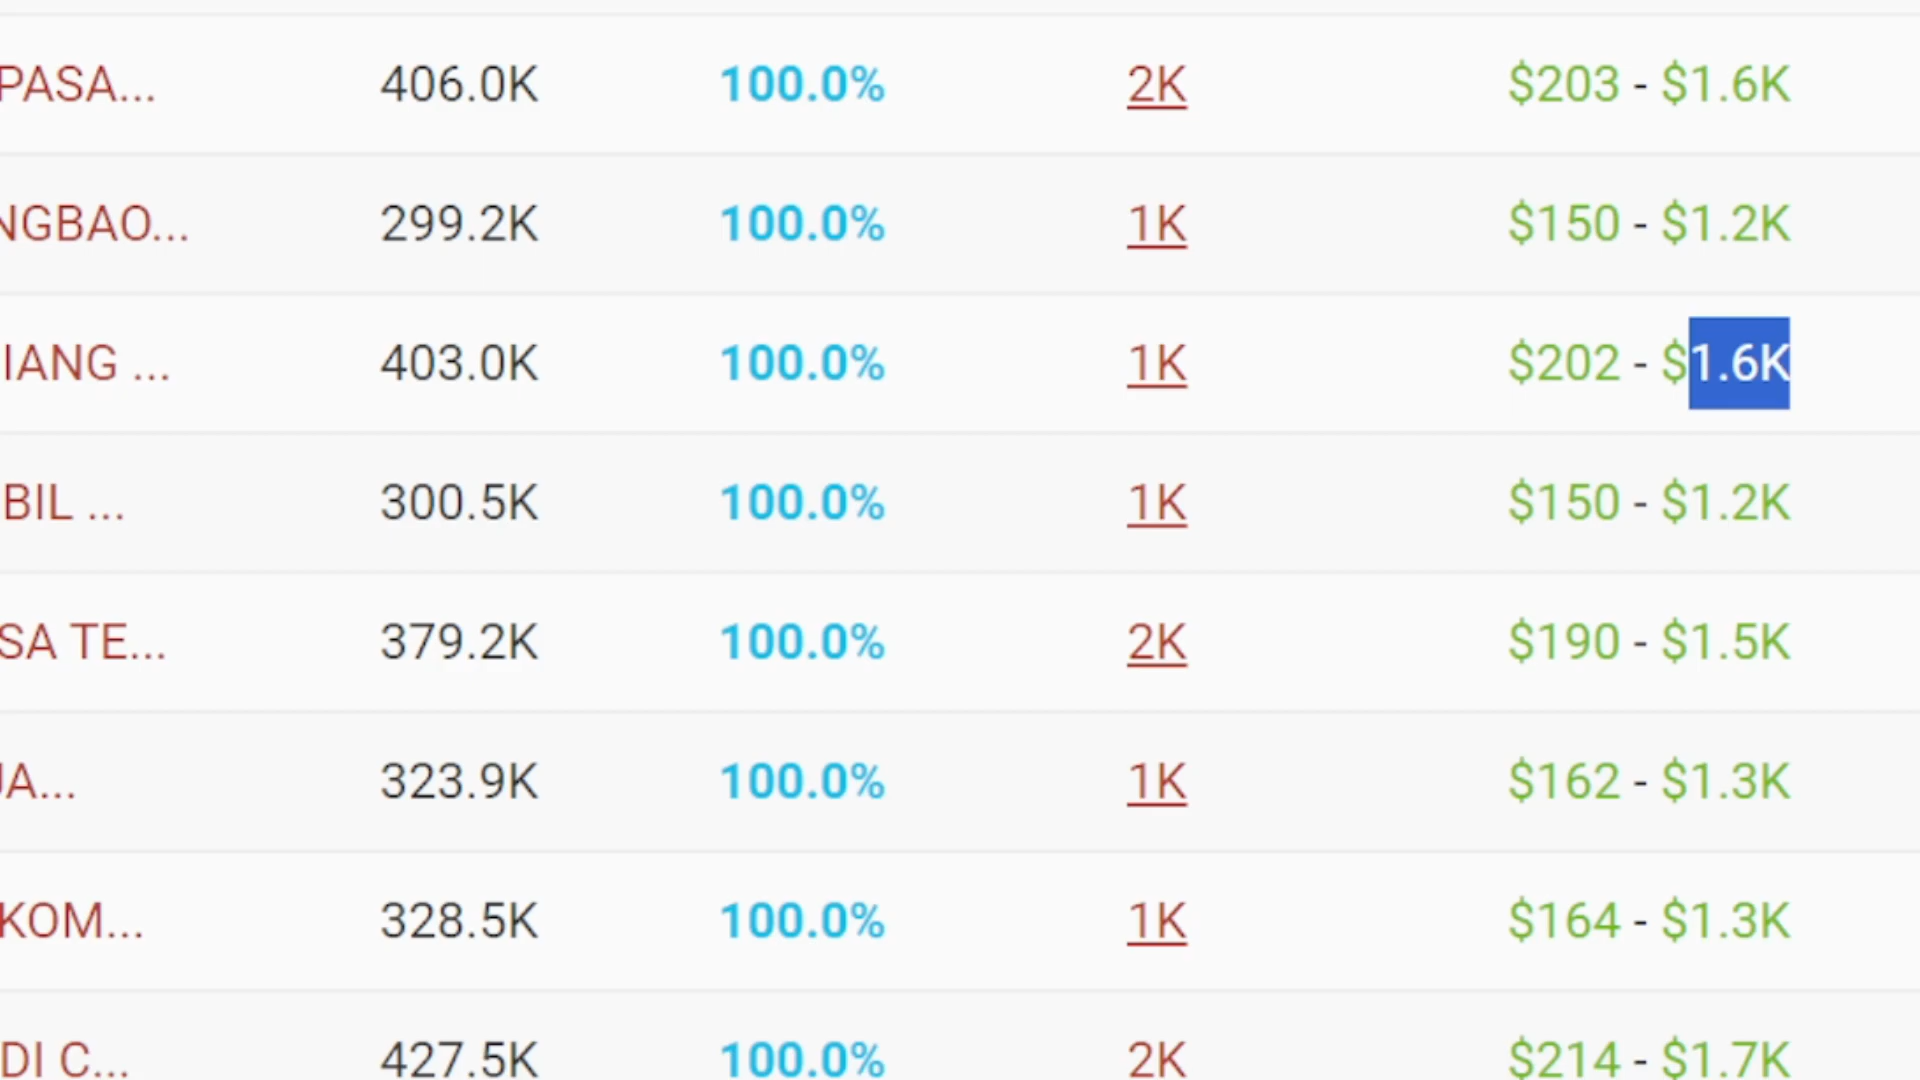 PASA... 406.0K 100.0% 2K $203 - $1.6K
NGBAO... 299.2K 100.0% 1K $150 - $1.2K
IANG ... 403.0K 100.0% 1K $202 - $1.6K
BIL ... 300.5K 100.0% 1K $150 - $1.2K
SA TE... 379.2K 100.0% 2K $190 - $1.5K
JA... 323.9K 100.0% 1K $162 - $1.3K
KOM... 328.5K 100.0% 1K $164 - $1.3K
DI C... 427.5K 100.0% 2K $214 - $1.7K